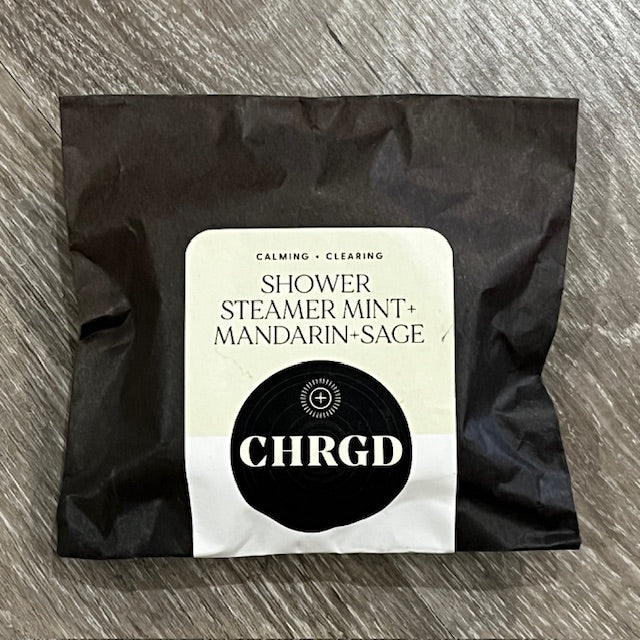 CALMING + CLEARING
SHOWER
STEAMER MINT+
MANDARIN+SAGE
CHRGD